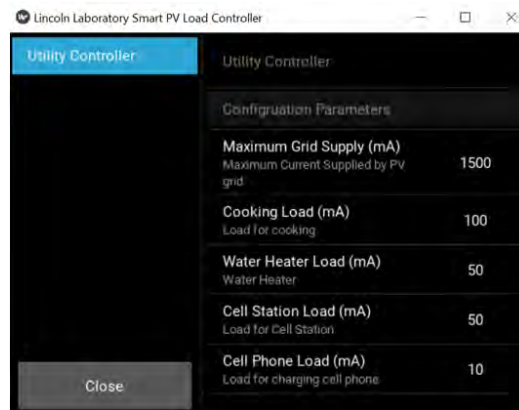 Lincoln Laboratory Smart PV Load Controller
Utility Controller
Close
Utility Controller
Configruation Parameters
Maximum Grid Supply (mA)
Maximum Current Supplied by PV
grid
1500
Cooking Load (mA)
Load for cooking
100
Water Heater Load (mA)
Water Heater
50
Cell Station Load (mA)
Load for Cell Station
50
Cell Phone Load (mA)
Load for charging cell phone
10